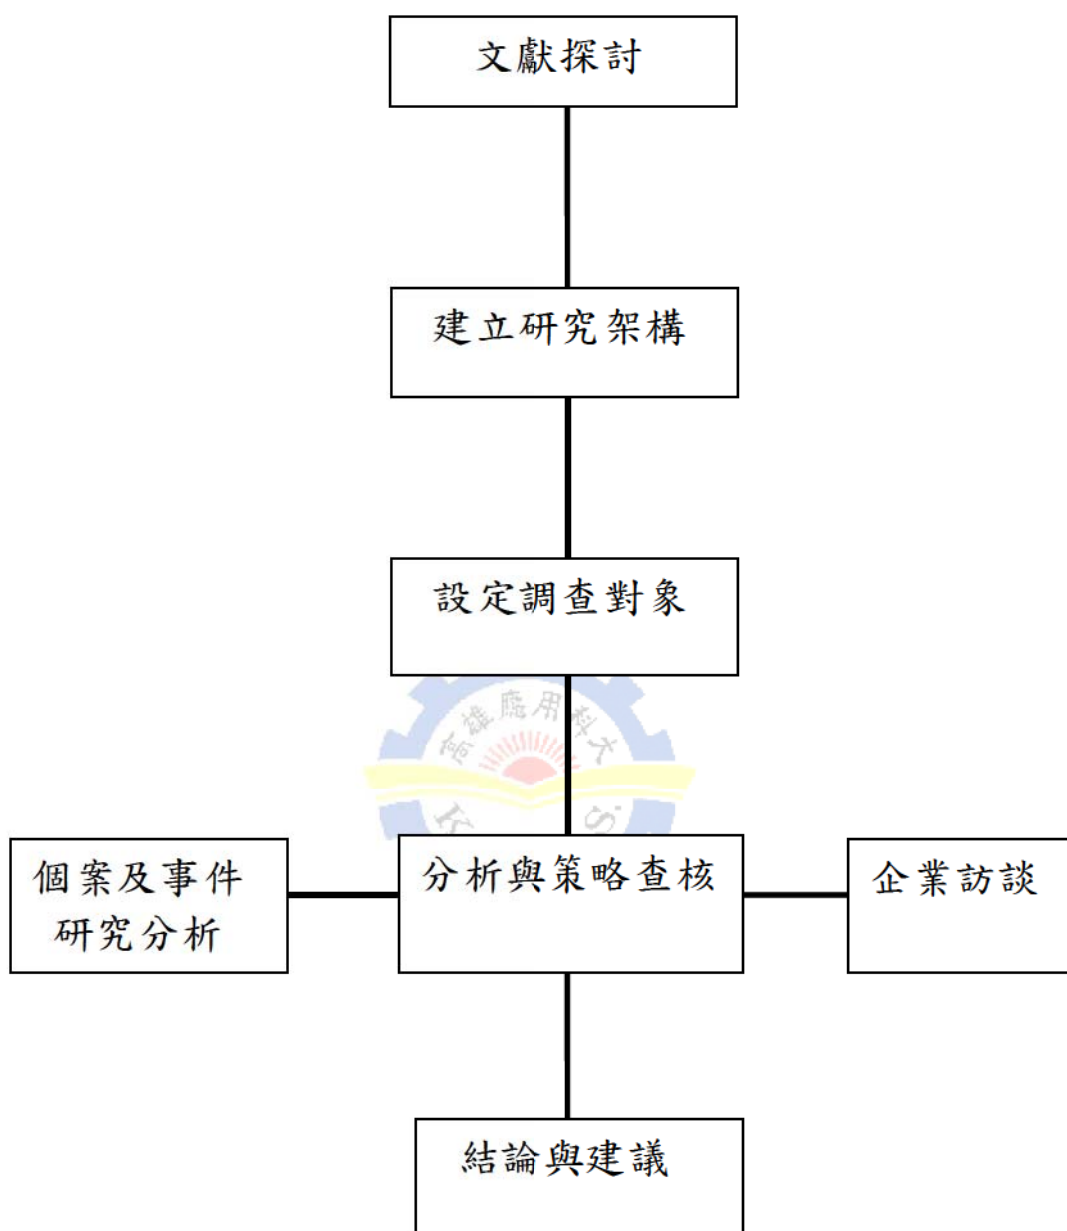 文獻探討
建立研究架構
設定調查對象
高雄應用科大
K
S
個案及事件
研究分析
分析與策略查核
企業訪談
結論與建議